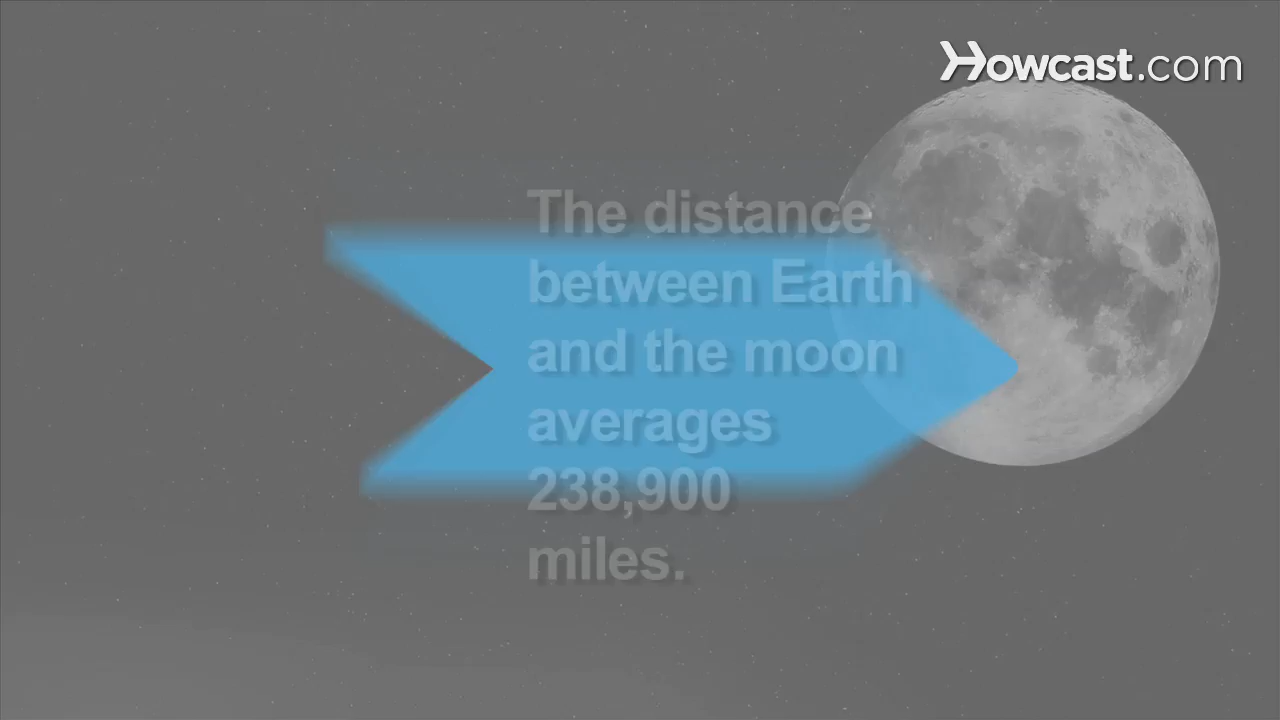 Howcast.com
The distance
between Earth
and the moon
averages
238,900
miles.